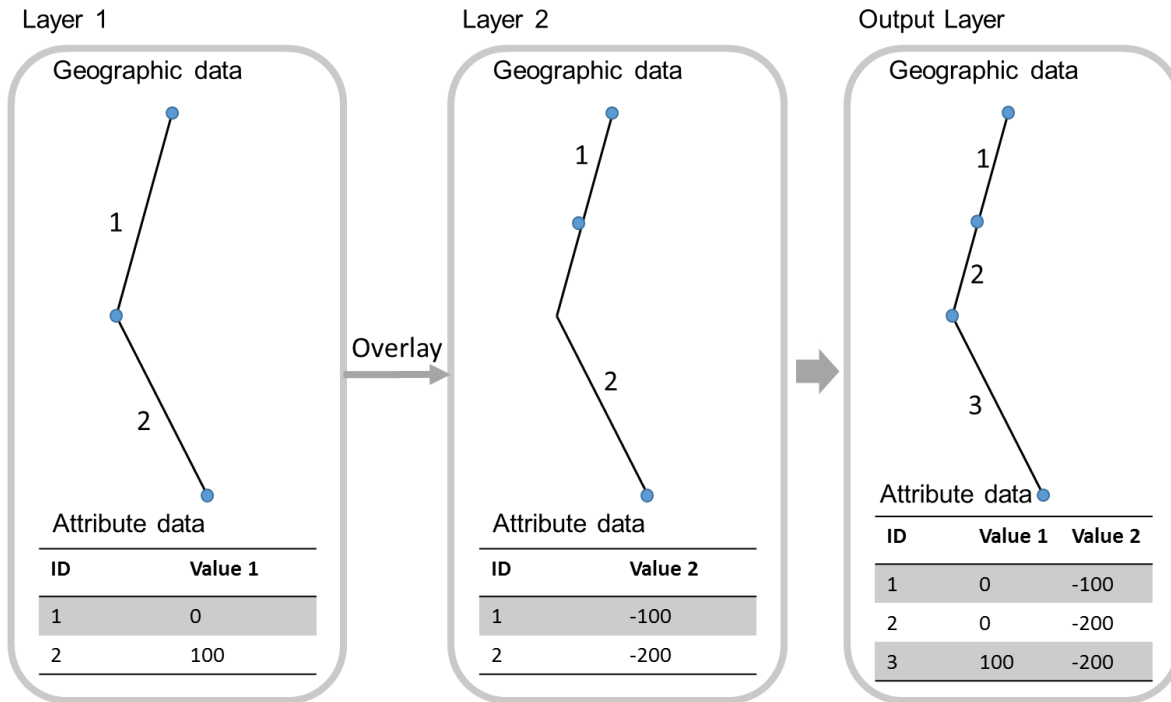 Layer 1
Geographic data
1
2
Attribute data
ID Value 1
1 0
2 100
Overlay
Layer 2
Geographic data
1
2
Attribute data
ID Value 2
1 -100
2 -200
Output Layer
Geographic data
1
2
3
Attribute data
ID Value 1 Value 2
1 0 -100
2 0 -200
3 100 -200